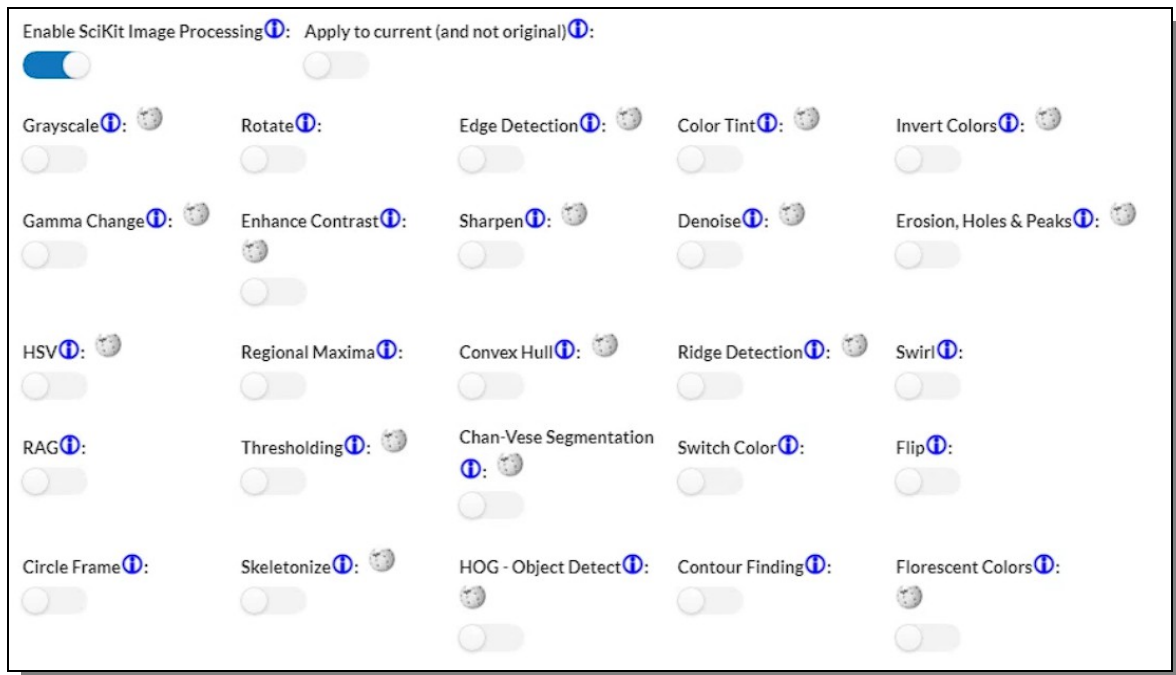 Enable SciKit Image Processing: Apply to current (and not original):
Grayscale: Rotate: Edge Detection: Color Tint: Invert Colors:
Gamma Change: Enhance Contrast: Sharpen: Denoise: Erosion, Holes & Peaks:
HSV: Regional Maxima: Convex Hull: Ridge Detection: Swirl:
RAG: Thresholding: Chan-Vese Segmentation : Switch Color: Flip:
Circle Frame: Skeletonize: HOG - Object Detect: Contour Finding: Florescent Colors: